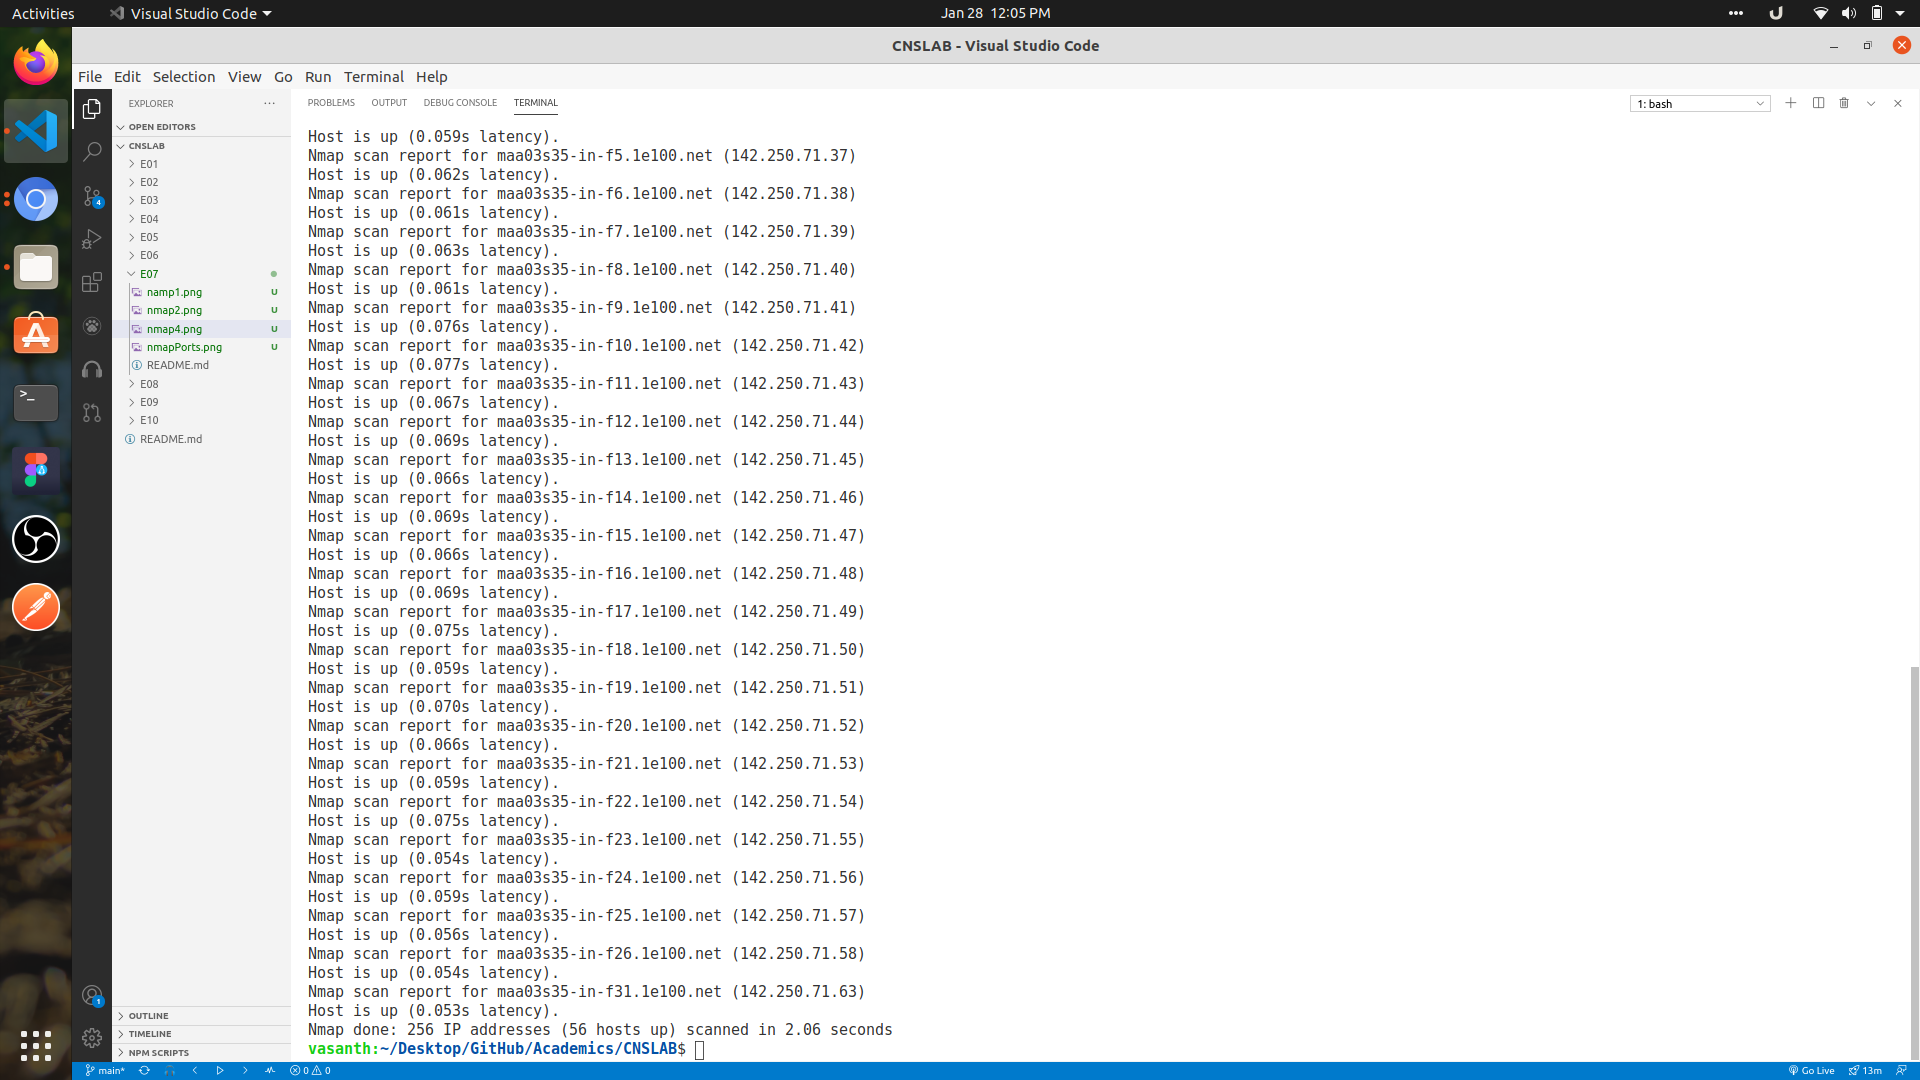 Activities
Visual Studio Code
Jan 28 12:05 PM
CNSLAB - Visual Studio Code
File Edit Selection View Go Run Terminal Help
EXPLORER
OPEN EDITORS
CNSLAB
E01
E02
E03
E04
E05
E06
E07
namp1.png U
nmap2.png U
nmap4.png U
nmapPorts.png U
README.md
E08
E09
E10
README.md
OUTLINE
TIMELINE
NPM SCRIPTS
4
1
PROBLEMS OUTPUT DEBUG CONSOLE TERMINAL
1: bash
Host is up (0.059s latency).
Nmap scan report for maa03s35-in-f5.1e100.net (142.250.71.37)
Host is up (0.062s latency).
Nmap scan report for maa03s35-in-f6.1e100.net (142.250.71.38)
Host is up (0.061s latency).
Nmap scan report for maa03s35-in-f7.1e100.net (142.250.71.39)
Host is up (0.063s latency).
Nmap scan report for maa03s35-in-f8.1e100.net (142.250.71.40)
Host is up (0.061s latency).
Nmap scan report for maa03s35-in-f9.1e100.net (142.250.71.41)
Host is up (0.076s latency).
Nmap scan report for maa03s35-in-f10.1e100.net (142.250.71.42)
Host is up (0.077s latency).
Nmap scan report for maa03s35-in-f11.1e100.net (142.250.71.43)
Host is up (0.067s latency).
Nmap scan report for maa03s35-in-f12.1e100.net (142.250.71.44)
Host is up (0.069s latency).
Nmap scan report for maa03s35-in-f13.1e100.net (142.250.71.45)
Host is up (0.066s latency).
Nmap scan report for maa03s35-in-f14.1e100.net (142.250.71.46)
Host is up (0.069s latency).
Nmap scan report for maa03s35-in-f15.1e100.net (142.250.71.47)
Host is up (0.066s latency).
Nmap scan report for maa03s35-in-f16.1e100.net (142.250.71.48)
Host is up (0.069s latency).
Nmap scan report for maa03s35-in-f17.1e100.net (142.250.71.49)
Host is up (0.075s latency).
Nmap scan report for maa03s35-in-f18.1e100.net (142.250.71.50)
Host is up (0.059s latency).
Nmap scan report for maa03s35-in-f19.1e100.net (142.250.71.51)
Host is up (0.070s latency).
Nmap scan report for maa03s35-in-f20.1e100.net (142.250.71.52)
Host is up (0.066s latency).
Nmap scan report for maa03s35-in-f21.1e100.net (142.250.71.53)
Host is up (0.059s latency).
Nmap scan report for maa03s35-in-f22.1e100.net (142.250.71.54)
Host is up (0.075s latency).
Nmap scan report for maa03s35-in-f23.1e100.net (142.250.71.55)
Host is up (0.054s latency).
Nmap scan report for maa03s35-in-f24.1e100.net (142.250.71.56)
Host is up (0.059s latency).
Nmap scan report for maa03s35-in-f25.1e100.net (142.250.71.57)
Host is up (0.056s latency).
Nmap scan report for maa03s35-in-f26.1e100.net (142.250.71.58)
Host is up (0.054s latency).
Nmap scan report for maa03s35-in-f31.1e100.net (142.250.71.63)
Host is up (0.053s latency).
Nmap done: 256 IP addresses (56 hosts up) scanned in 2.06 seconds
vasanth:~/Desktop/GitHub/Academics/CNSLAB$
main* 0 0 Go Live 13m